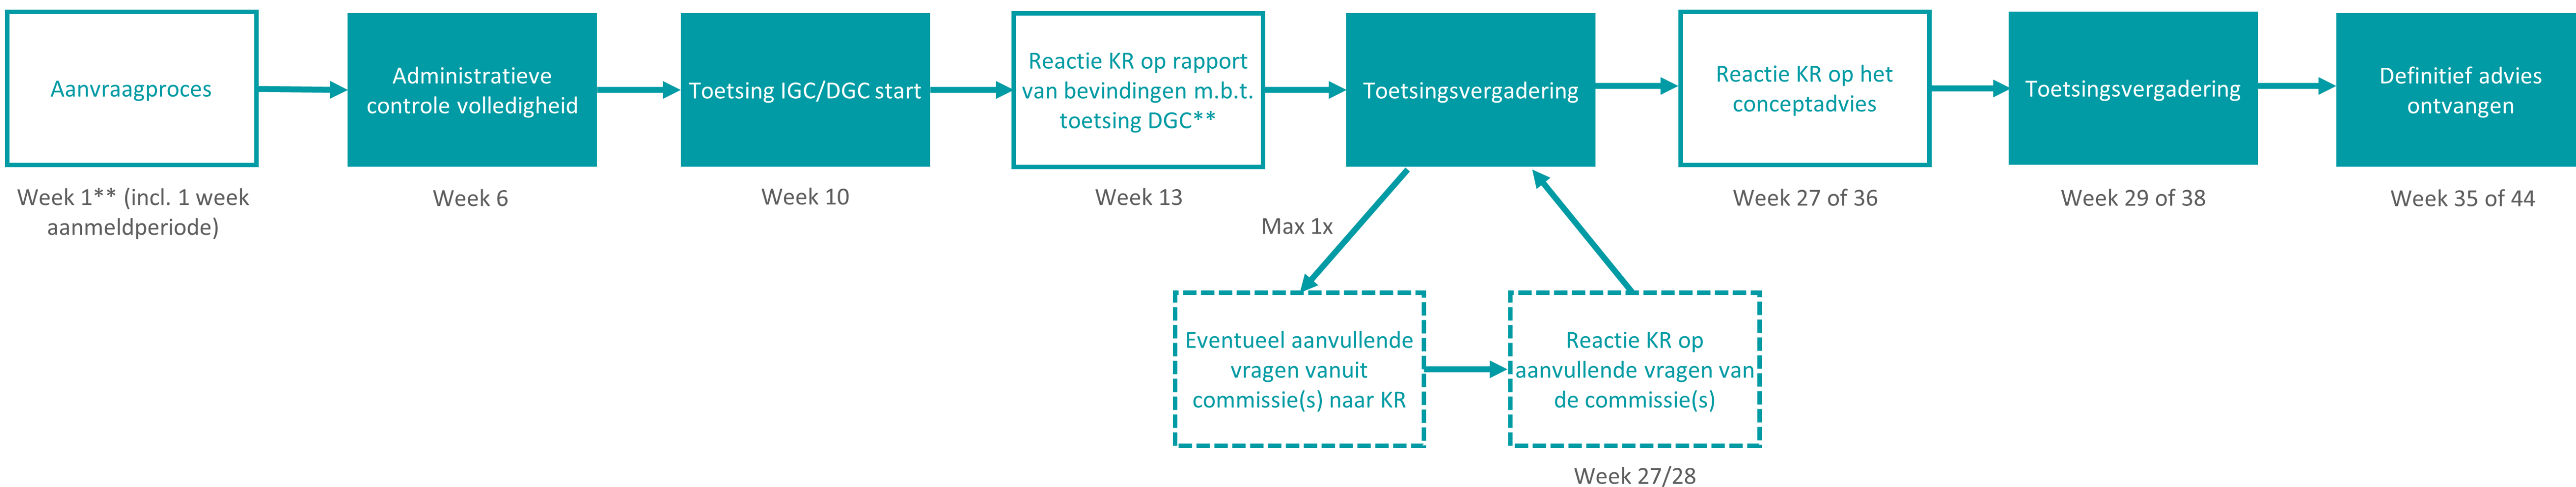 Aanvraagproces
Week 1** (incl. 1 week
aanmeldperiode)
Administratieve
controle volledigheid
Week 6
Toetsing IGC/DGC start
Week 10
Reactie KR op rapport
van bevindingen m.b.t.
toetsing DGC**
Week 13
Toetsingsvergadering
Reactie KR op het
conceptadvies
Week 27 of 36
Toetsingsvergadering
Week 29 of 38
Definitief advies
ontvangen
Week 35 of 44
Max 1x
Eventueel aanvullende
vragen vanuit
commissie(s) naar KR
Reactie KR op
aanvullende vragen van
de commissie(s)
Week 27/28